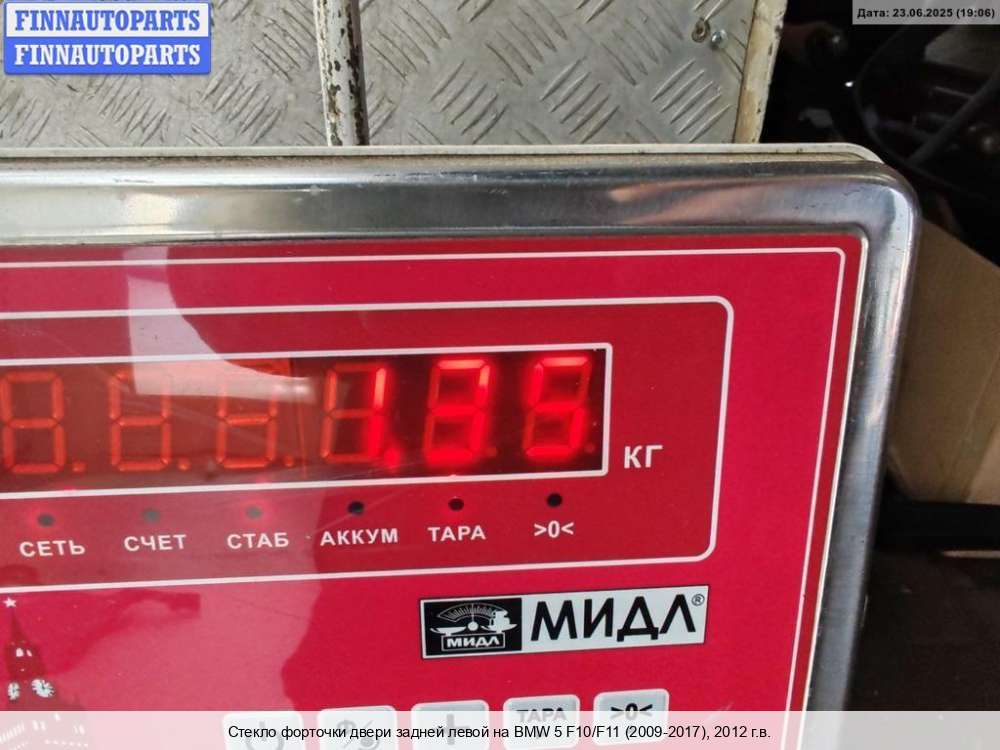 FINNAUTOPARTS
FINNAUTOPARTS
Дата: 23.06.2025 (19:06)
КГ
СЕТЬ СЧЕТ СТАБ АККУМ ТАРА >0<
МИДЛ МИДЛ®
ТАРА >0<
Стекло форточки двери задней левой на BMW 5 F10/F11 (2009-2017), 2012 г.в.